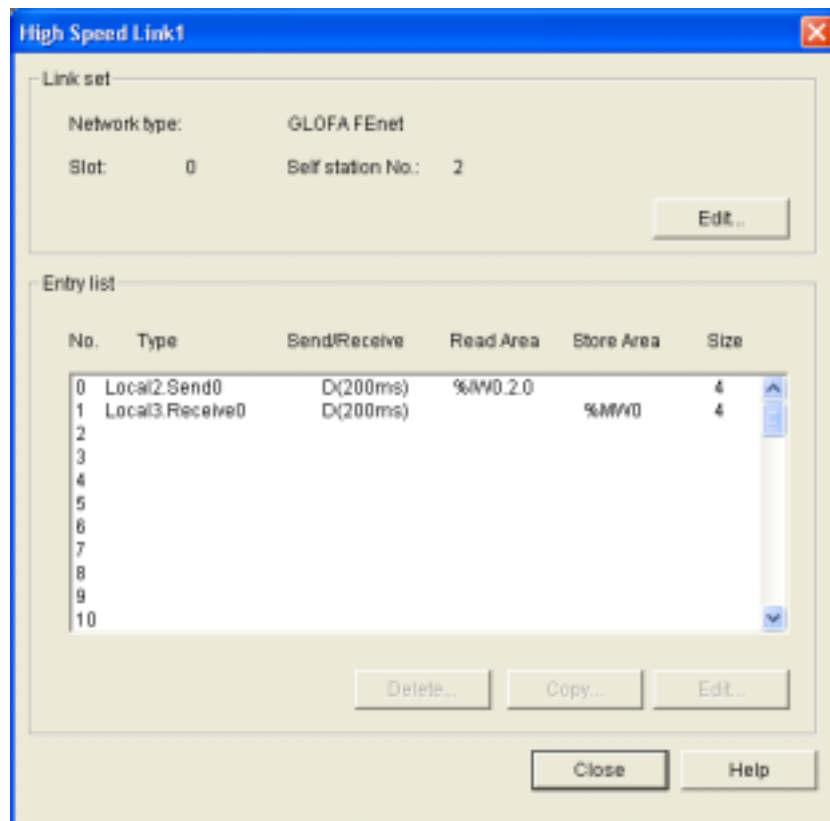 High Speed Link1
Link set
Network type: GLOFA FEnet
Slot: 0 Self station No.: 2
Edit...
Entry list
No. Type Send/Receive Read Area Store Area Size
0 Local2.Send0 D(200ms) %IW0.2.0 4
1 Local3.Receive0 D(200ms) %MW0 4
2
3
4
5
6
7
8
9
10
Delete... Copy... Edit...
Close Help